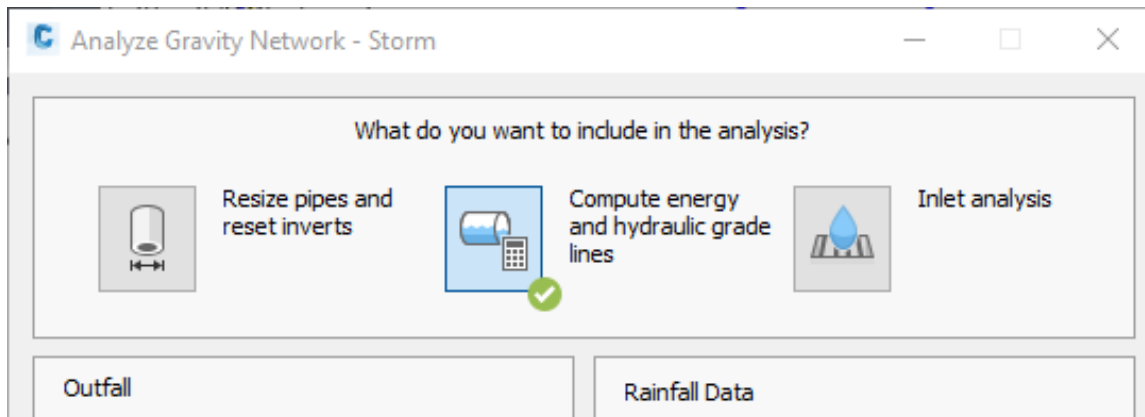 Analyze Gravity Network - Storm
What do you want to include in the analysis?
Resize pipes and
reset inverts
Compute energy
and hydraulic grade
lines
Inlet analysis
Outfall
Rainfall Data